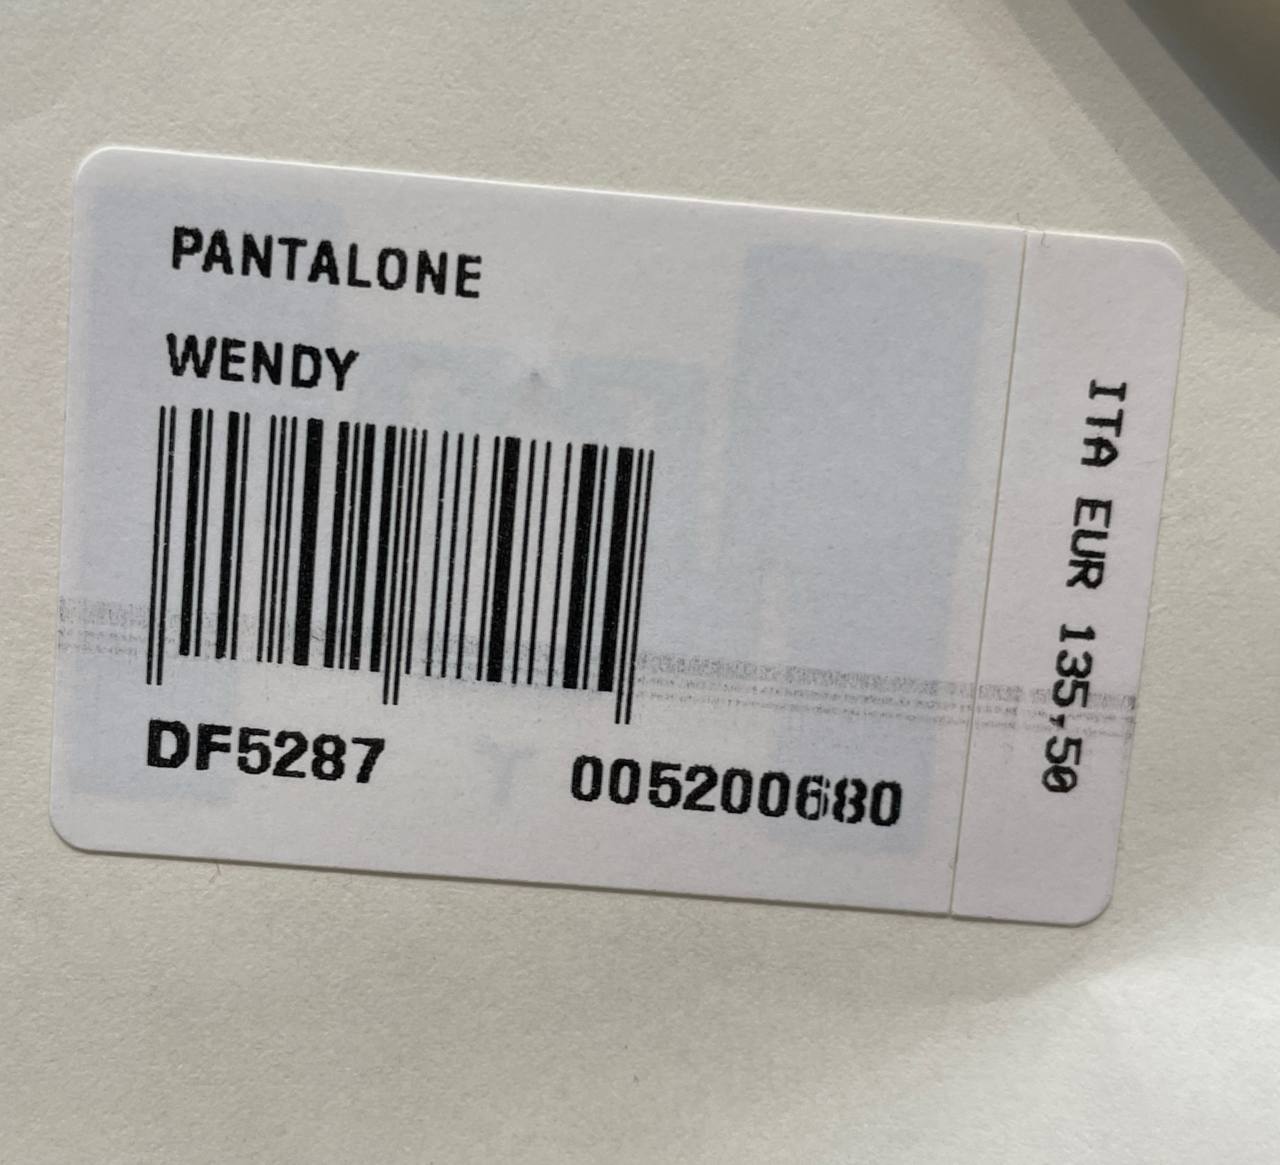 PANTALONE
WENDY
DF5287 005200680
ITA EUR 135,50